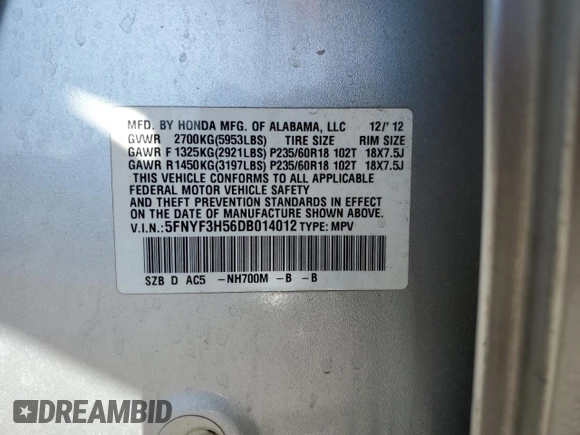 MFD. BY HONDA MFG. OF ALABAMA, LLC 12/'12
GVWR 2700KG(5953LBS) TIRE SIZE RIM SIZE
GAWR F 1325KG(2921LBS) P235/60R18 102T 18X7.5J
GAWR R1450KG(3197LBS) P235/60R18 102T 18X7.5J
THIS VEHICLE CONFORMS TO ALL APPLICABLE
FEDERAL MOTOR VEHICLE SAFETY
AND THEFT PREVENTION STANDARDS IN EFFECT
ON THE DATE OF MANUFACTURE SHOWN ABOVE.
V.I.N.:5FNYF3H56DB014012 TYPE: MPV
SZB D AC5 -NH700M -B -B
DREAMBID